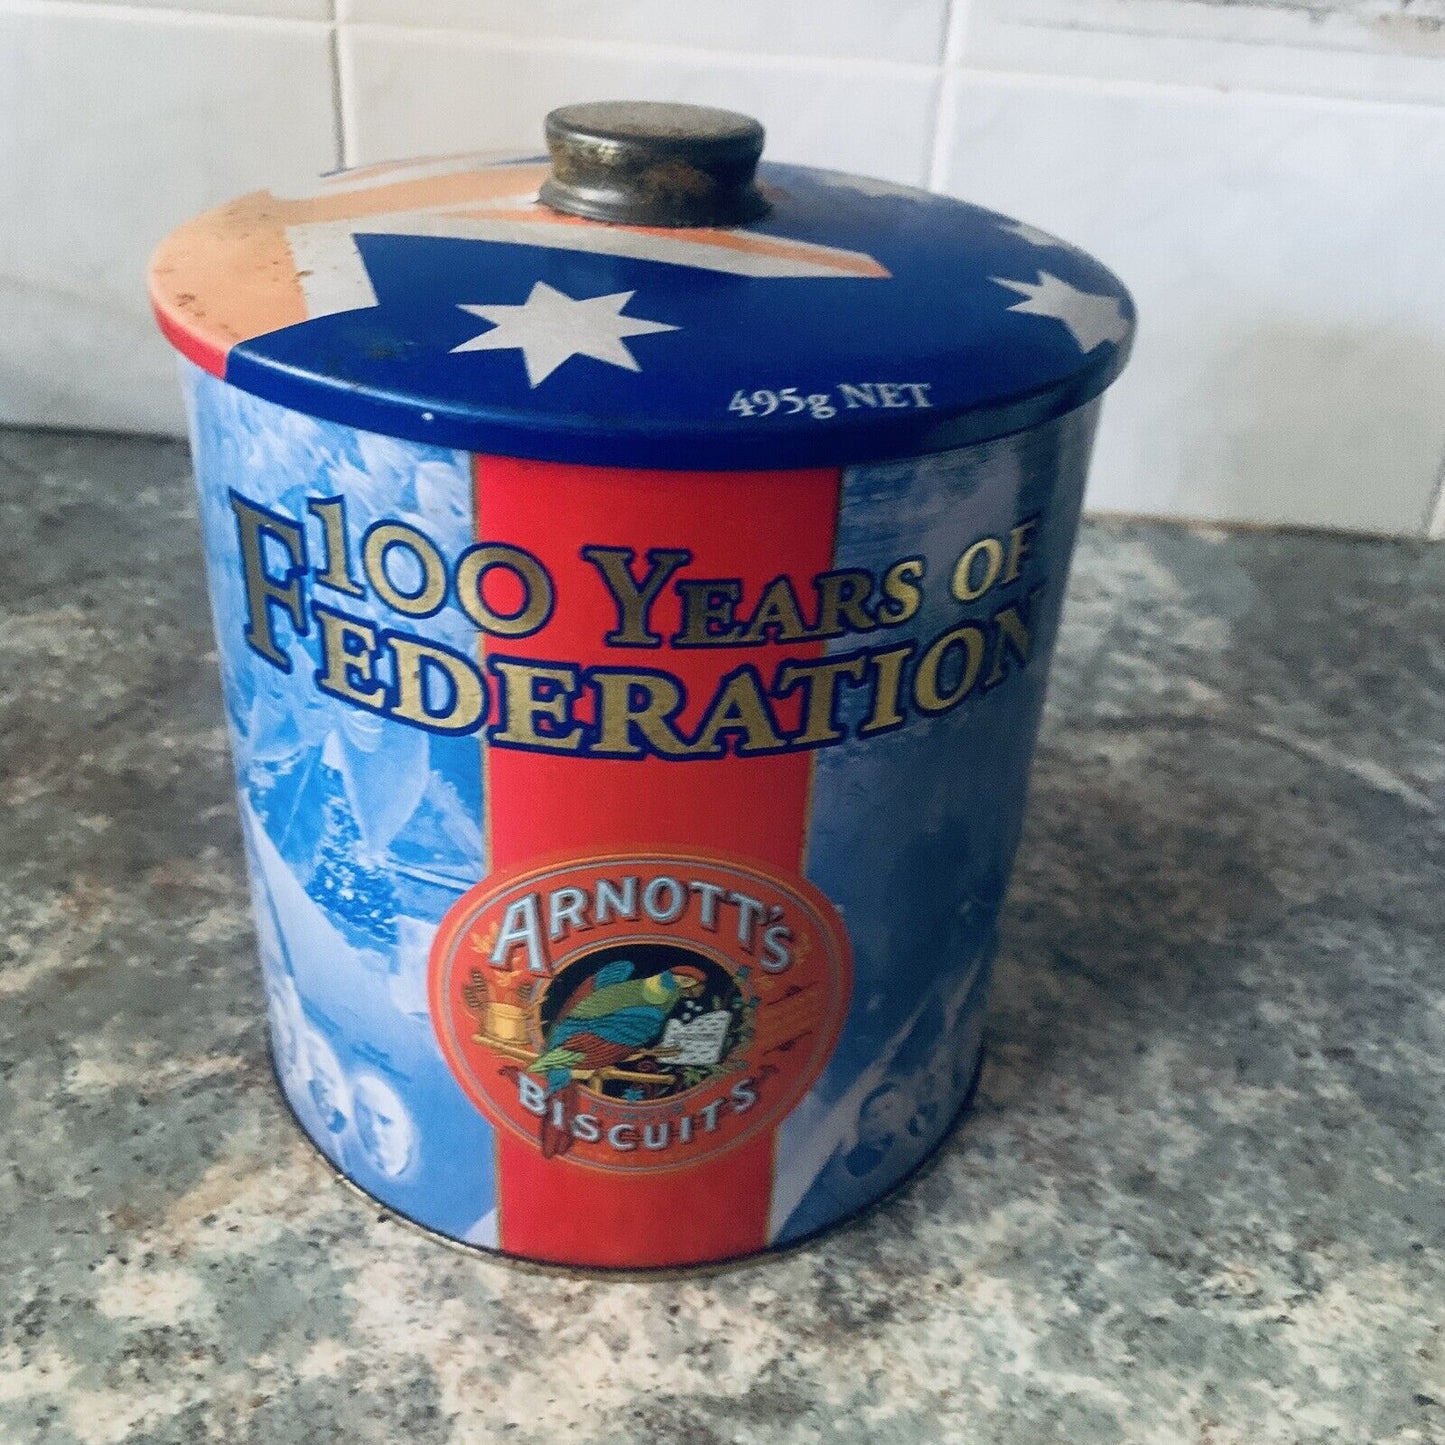 495g NET
100 YEARS OF
FEDERATION
ARNOTT'S
BISCUITS